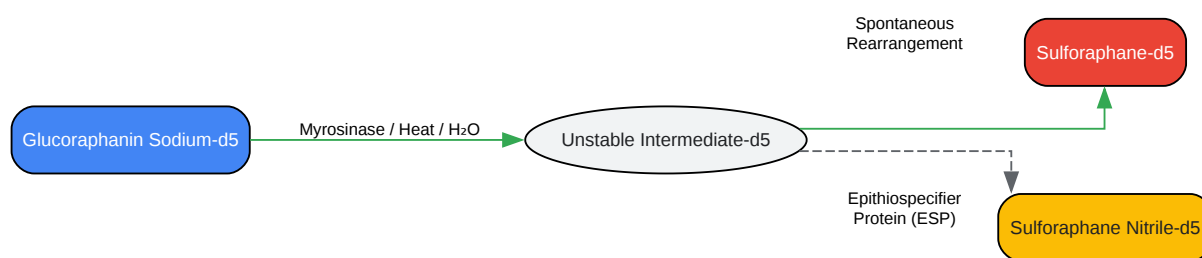 Glucoraphanin Sodium-d5
Myrosinase / Heat / H₂O
Unstable Intermediate-d5
Spontaneous
Rearrangement
Sulforaphane-d5
Epithiospecifier
Protein (ESP)
Sulforaphane Nitrile-d5